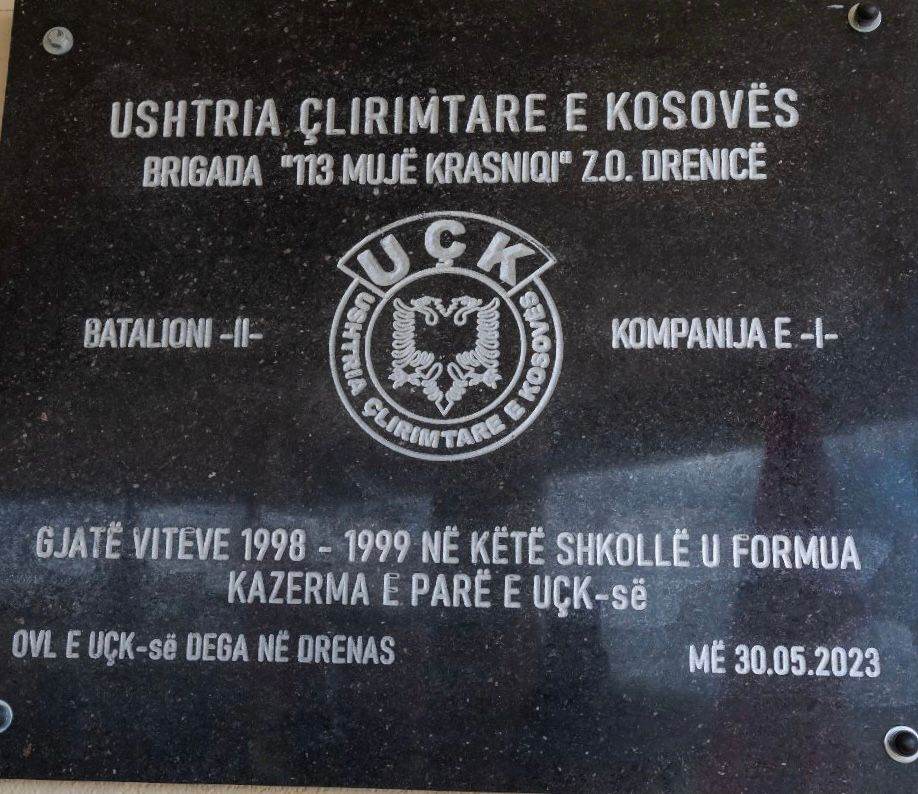 USHTRIA ÇLIRIMTARE E KOSOVËS
BRIGADA "113 MUJË KRASNIQI" Z.O. DRENICË
UÇK
USHTRIA ÇLIRIMTARE E KOSOVËS
BATALIONI -II-
KOMPANIJA E -I-
GJATË VITEVE 1998 - 1999 NË KËTË SHKOLLË U FORMUA
KAZERMA E PARË E UÇK-së
OVL E UÇK-së DEGA NË DRENAS
MË 30.05.2023